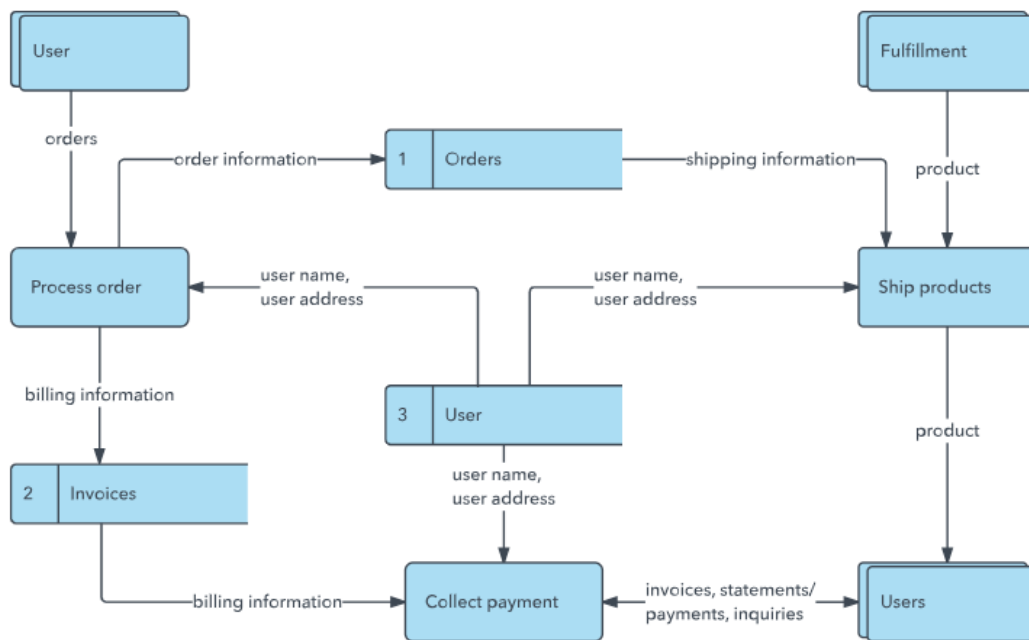 User
Fulfillment
orders
order information
1
Orders
shipping information
product
user name,
user address
user name,
user address
Process order
Ship products
billing information
3
User
product
2
Invoices
user name,
user address
billing information
Collect payment
invoices, statements/
payments, inquiries
Users